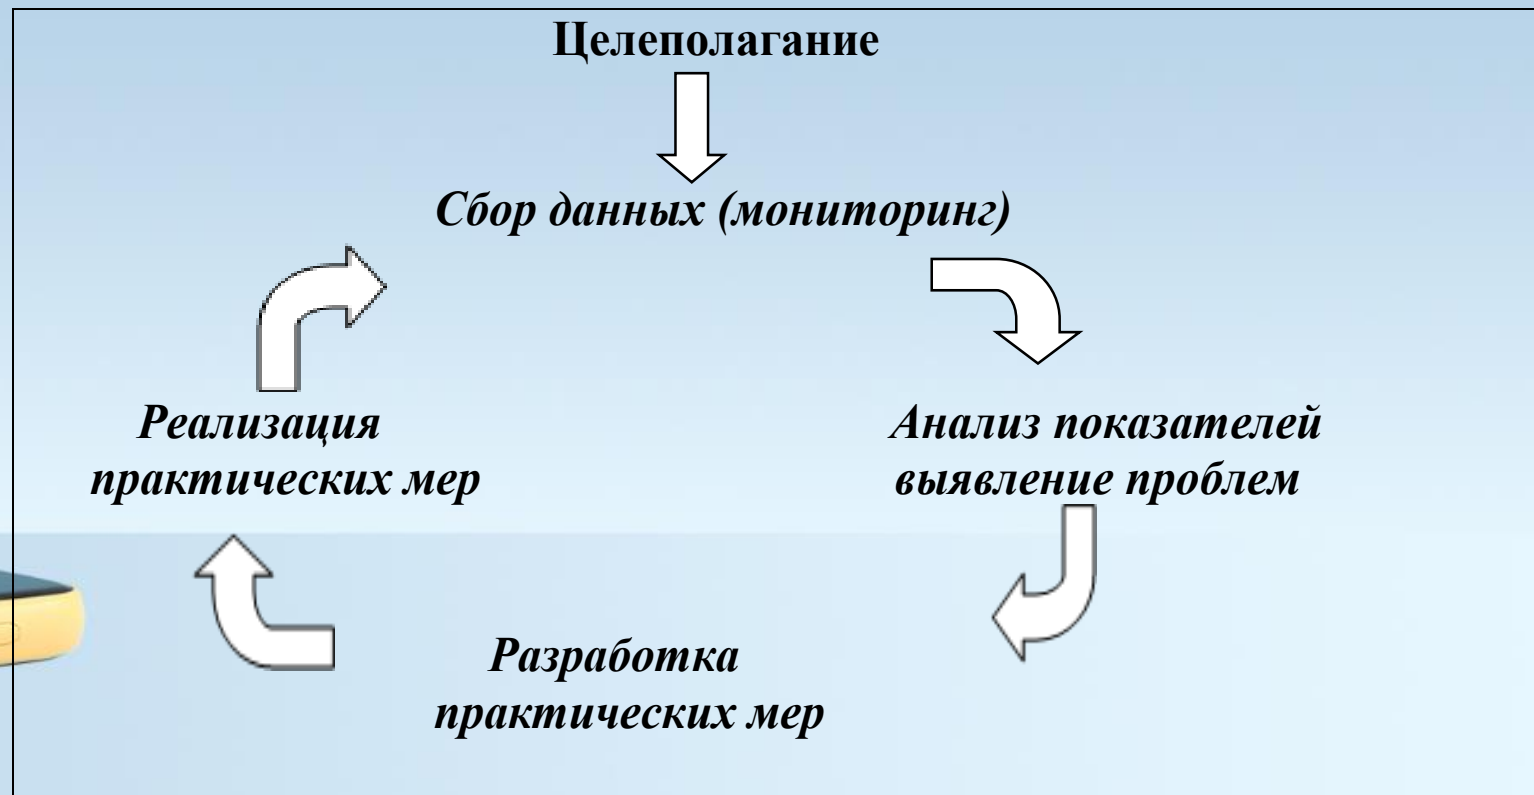 Целеполагание
Сбор данных (мониторинг)
Реализация
практических мер
Анализ показателей
выявление проблем
Разработка
практических мер